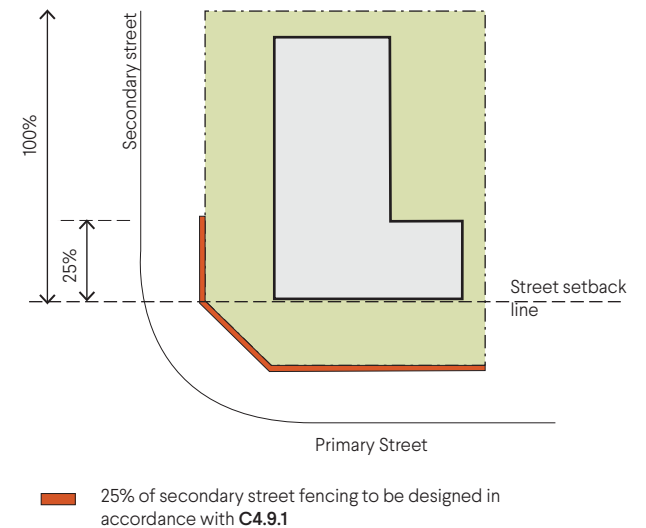 Secondary street
100%
25%
Street setback
line
Primary Street
25% of secondary street fencing to be designed in
accordance with C4.9.1